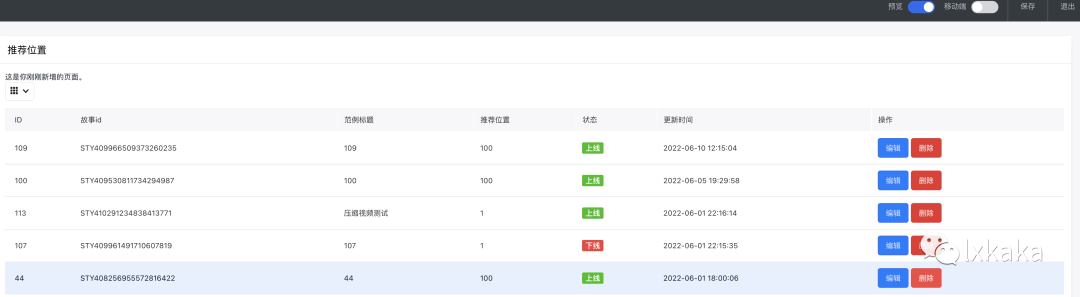 预览 移动端 保存 退出
推荐位置
这是你刚刚新增的页面。
ID 故事id 范例标题 推荐位置 状态 更新时间 操作
109 STY409966509373260235 109 100 上线 2022-06-10 12:15:04 编辑 删除
100 STY409530811734294987 100 100 上线 2022-06-05 19:29:58 编辑 删除
113 STY410291234838413771 压缩视频测试 1 上线 2022-06-01 22:16:14 编辑 删除
107 STY409961491710607819 107 1 下线 2022-06-01 22:15:35 编辑
lxkaka
44 STY408256955572816422 44 100 上线 2022-06-01 18:00:06 编辑 删除